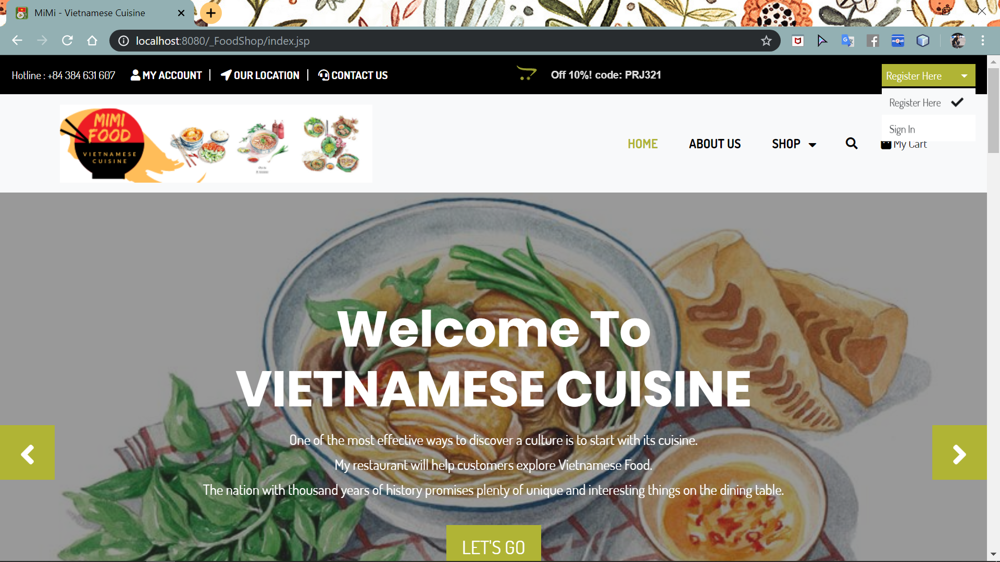 MiMi - Vietnamese Cuisine
localhost:8080/_FoodShop/index.jsp
Hotline : +84 384 631 607
MY ACCOUNT
OUR LOCATION
CONTACT US
Off 10%! code: PRJ321
Register Here
Register Here
Sign In
MIMI
FOOD
VIETNAMESE
CUISINE
HOME
ABOUT US
SHOP
My Cart
Welcome To
VIETNAMESE CUISINE
One of the most effective ways to discover a culture is to start with its cuisine.
My restaurant will help customers explore Vietnamese Food.
The nation with thousand years of history promises plenty of unique and interesting things on the dining table.
LET'S GO